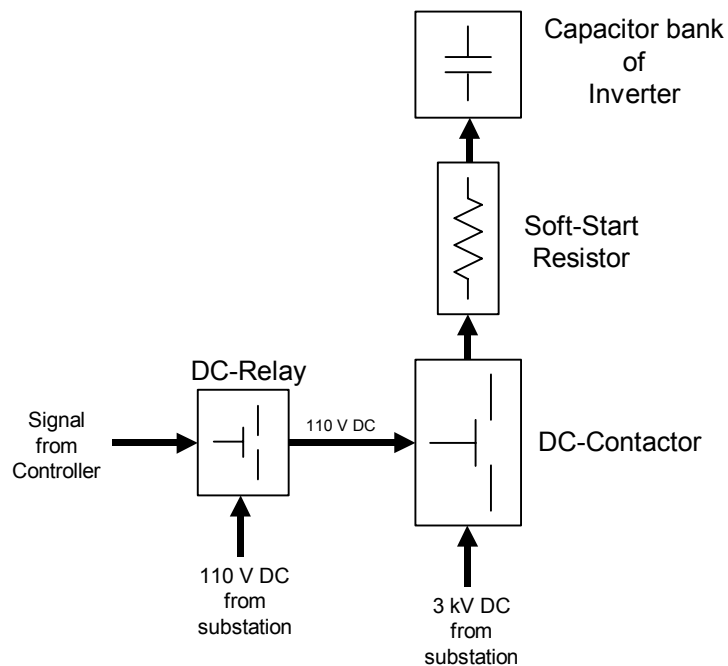 Capacitor bank
of
Inverter
Soft-Start
Resistor
DC-Relay
Signal
from
Controller
110 V DC
DC-Contactor
110 V DC
from
substation
3 kV DC
from
substation